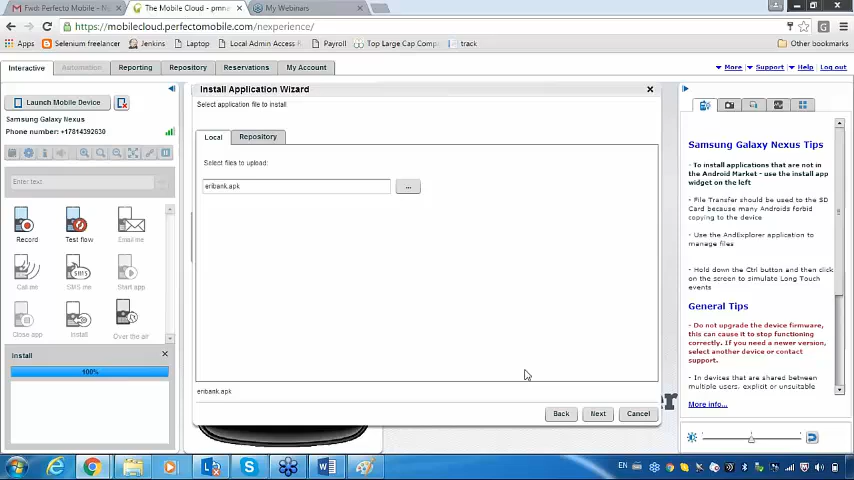 Fwd: Perfecto Mobile - N
The Mobile Cloud - pmna
My Webinars
https://mobilecloud.perfectomobile.com/nexperience/
Apps
Selenium freelancer
Jenkins
Laptop
Local Admin Access R
Payroll
Top Large Cap Comp
track
Other bookmarks
Interactive
Automation
Reporting
Repository
Reservations
My Account
More
Support
Help
Log out
Launch Mobile Device
Samsung Galaxy Nexus
Phone number: +17814392630
Enter text
Record
Test flow
Email me
Call me
SMS me
Start app
Close app
Install
Over the air
Install
100%
Install Application Wizard
Select application file to install
Local
Repository
Select files to upload:
eribank.apk
...
eribank.apk
Back
Next
Cancel
er
Samsung Galaxy Nexus Tips
- To install applications that are not in
the Android Market - use the install app
widget on the left
- File Transfer should be used to the SD
Card because many Androids forbid
copying to the device
- Use the AndExplorer application to
manage files
- Hold down the Ctrl button and then click
on the screen to simulate Long Touch
events
General Tips
- Do not upgrade the device firmware,
this can cause it to stop functioning
correctly. If you need a newer version,
select another device or contact
support.
- In devices that are shared between
multiple users, explicit or external
More info...
EN
4:50 PM